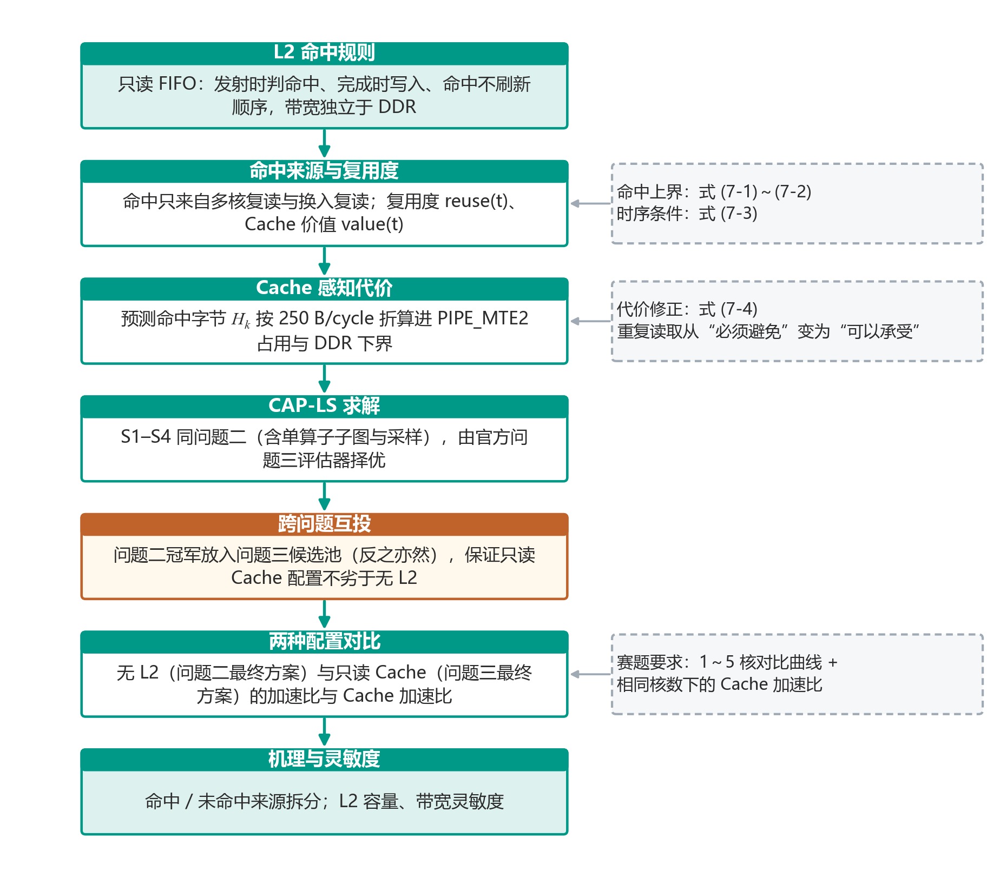 L2 命中规则
只读 FIFO：发射时判命中、完成时写入、命中不刷新
顺序，带宽独立于 DDR
命中来源与复用度
命中只来自多核复读与换入复读；复用度 reuse(t)、
Cache 价值 value(t)
命中上界：式 (7-1)～(7-2)
时序条件：式 (7-3)
Cache 感知代价
预测命中字节 H_k 按 250 B/cycle 折算进 PIPE_MTE2
占用与 DDR 下界
代价修正：式 (7-4)
重复读取从“必须避免”变为“可以承受”
CAP-LS 求解
S1–S4 同问题二（含单算子子图与采样），由官方问
题三评估器择优
跨问题互投
问题二冠军放入问题三候选池（反之亦然），保证只读
Cache 配置不劣于无 L2
两种配置对比
无 L2（问题二最终方案）与只读 Cache（问题三最终
方案）的加速比与 Cache 加速比
赛题要求：1～5 核对比曲线 +
相同核数下的 Cache 加速比
机理与灵敏度
命中 / 未命中来源拆分；L2 容量、带宽灵敏度